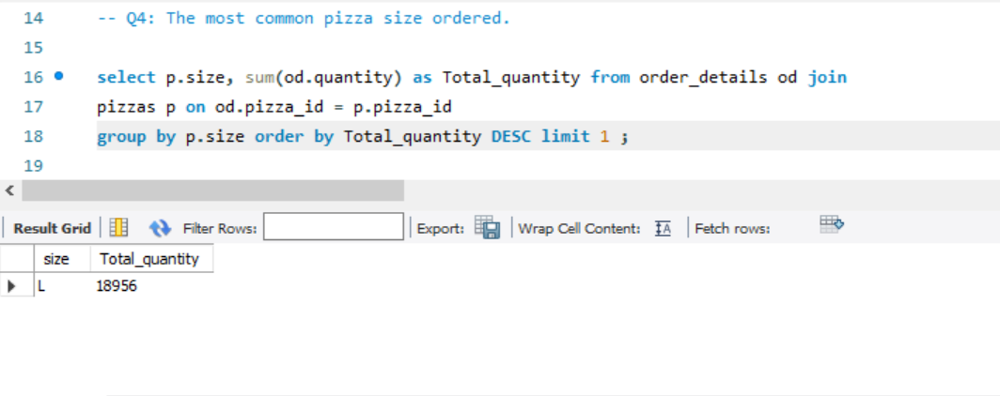 14 -- Q4: The most common pizza size ordered.
15
16 select p.size, sum(od.quantity) as Total_quantity from order_details od join
17 pizzas p on od.pizza_id = p.pizza_id
18 group by p.size order by Total_quantity DESC limit 1 ;
19
Result Grid Filter Rows: Export: Wrap Cell Content: IA Fetch rows:
size Total_quantity
L 18956